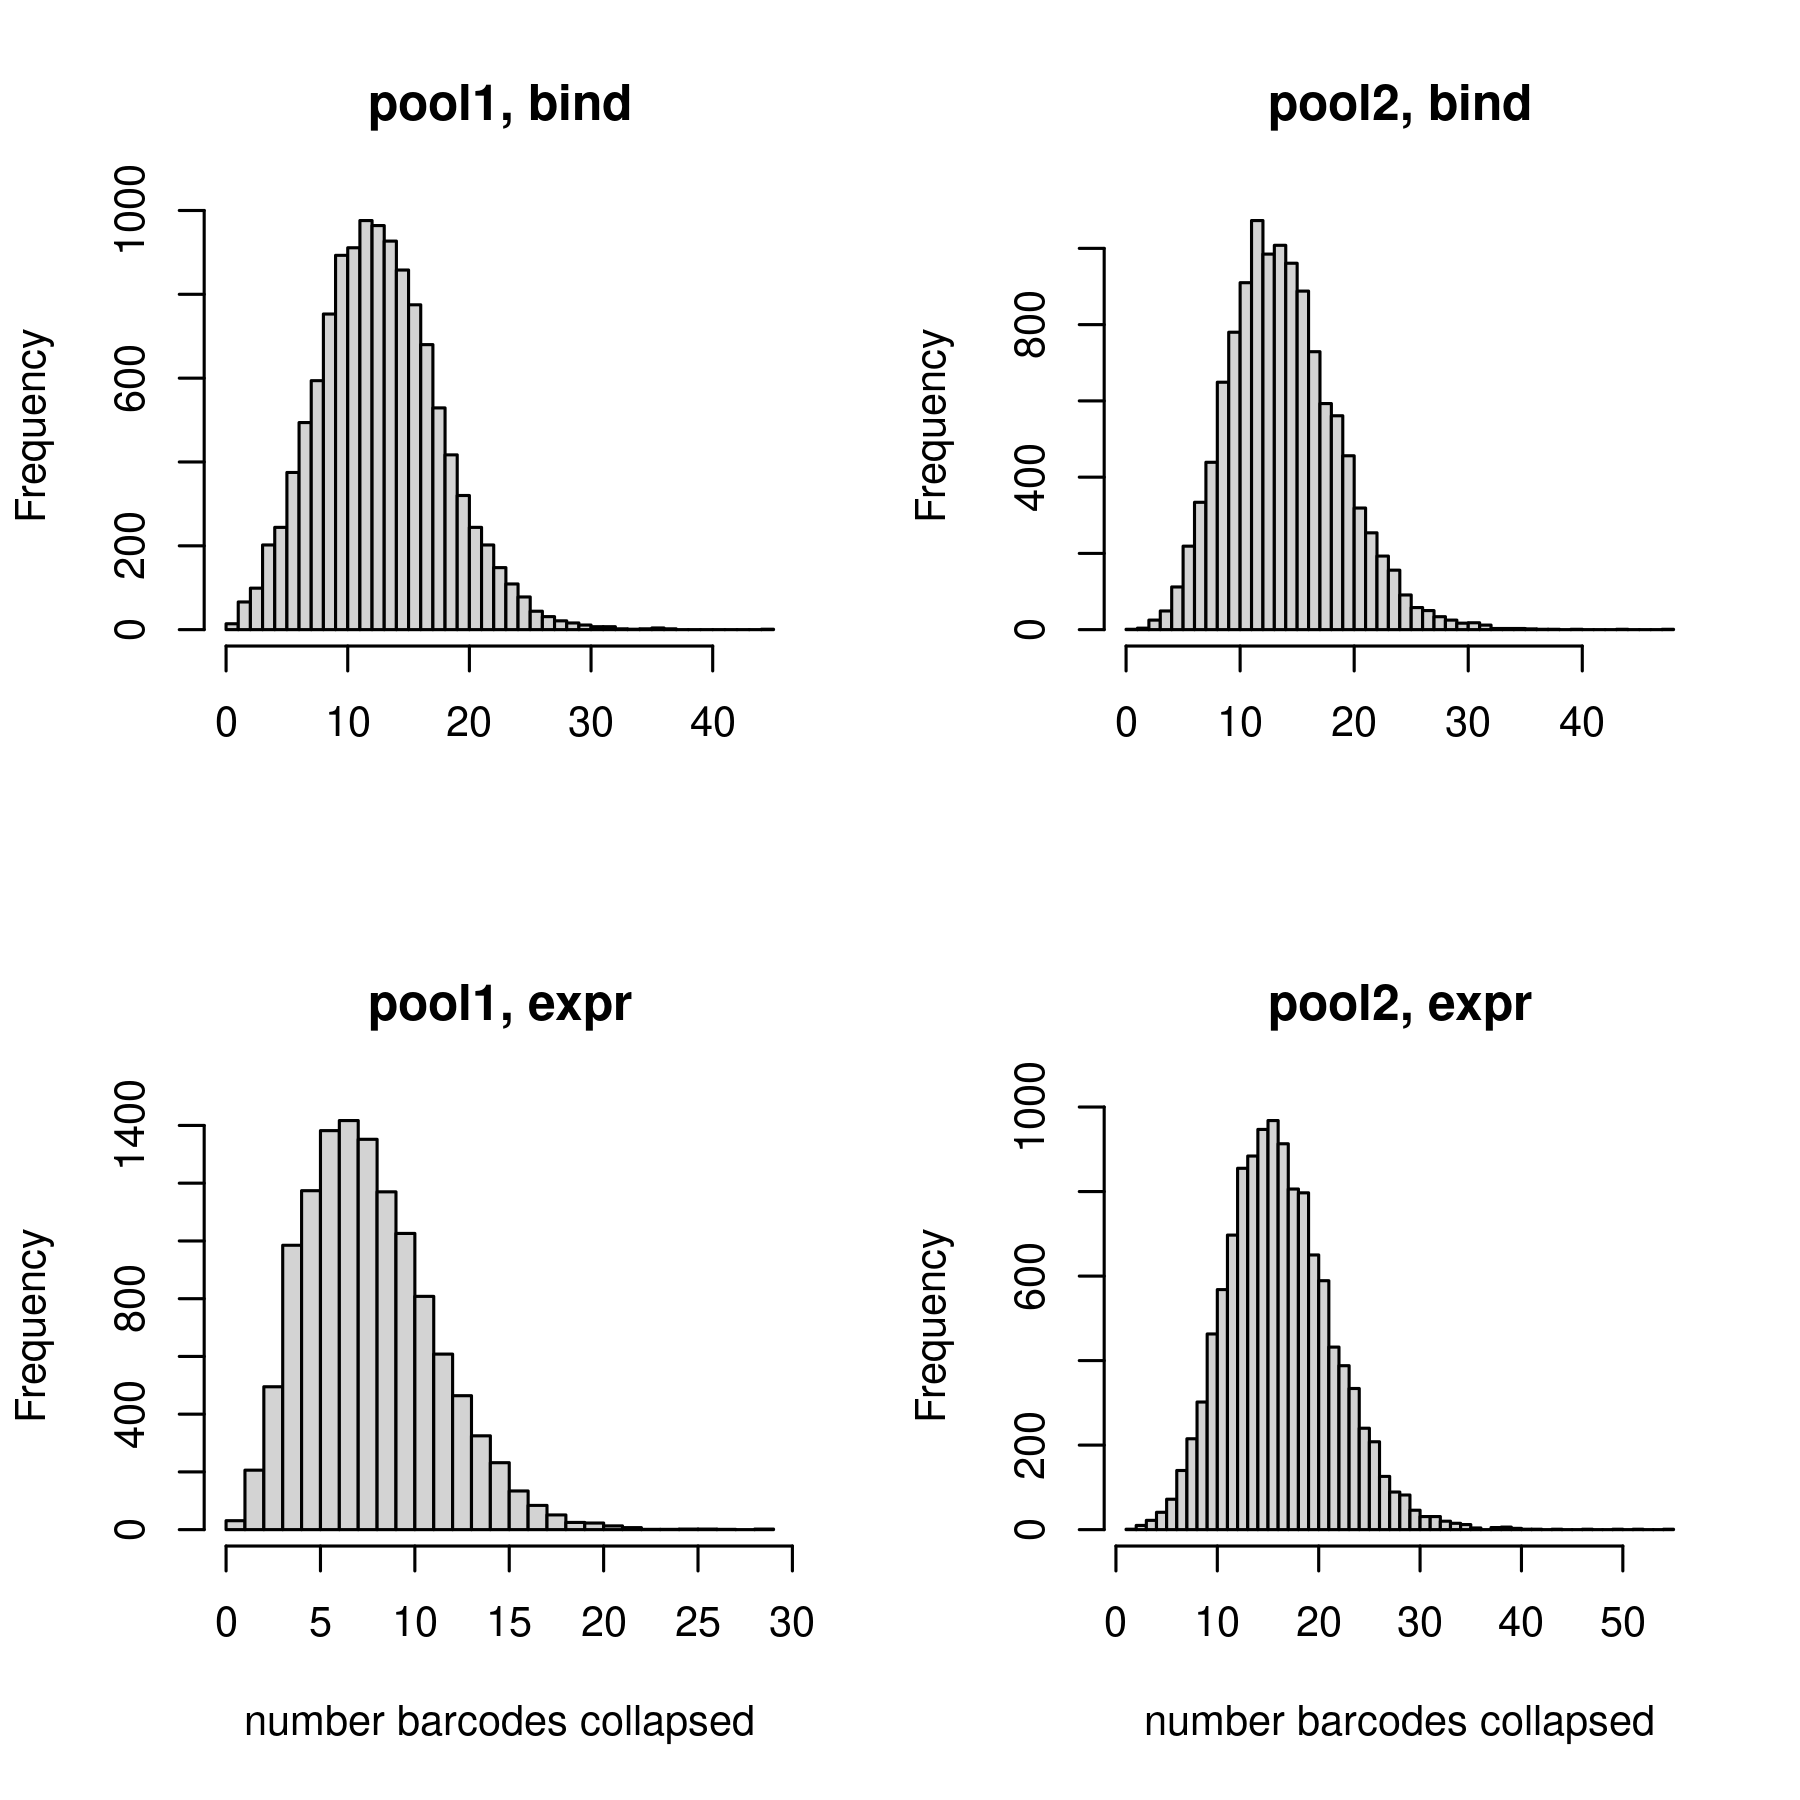 pool1, bind
Frequency
0 200 600 1000
0 10 20 30 40
pool2, bind
Frequency
0 400 800
0 10 20 30 40
pool1, expr
Frequency
0 400 800 1400
0 5 10 15 20 25 30
number barcodes collapsed
pool2, expr
Frequency
0 200 600 1000
0 10 20 30 40 50
number barcodes collapsed